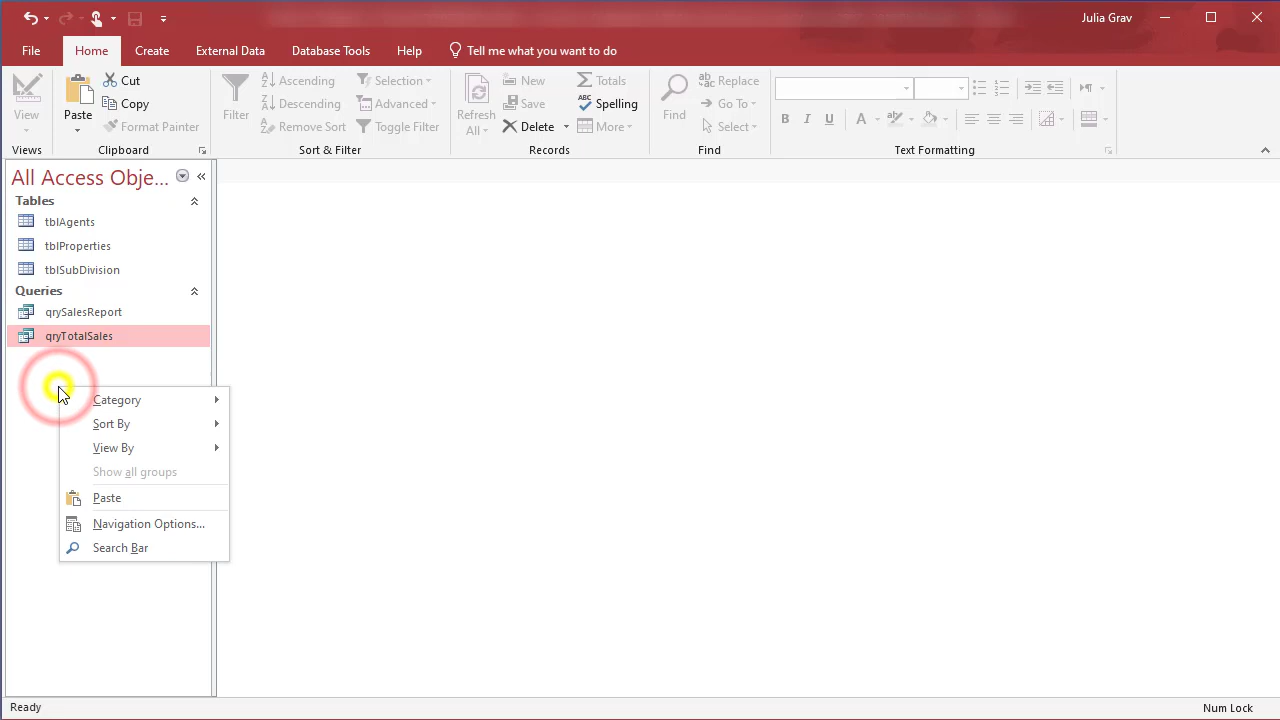 Julia Grav
File Home Create External Data Database Tools Help Tell me what you want to do
View
Views
Paste
Cut
Copy
Format Painter
Clipboard
Filter
Ascending
Descending
Remove Sort
Selection
Advanced
Toggle Filter
Sort & Filter
Refresh
All
New
Save
Delete
Totals
Spelling
More
Records
Find
Replace
Go To
Select
Find
B I U A
Text Formatting
All Access Obje...
Tables
tblAgents
tblProperties
tblSubDivision
Queries
qrySalesReport
qryTotalSales
Category
Sort By
View By
Show all groups
Paste
Navigation Options...
Search Bar
Ready
Num Lock